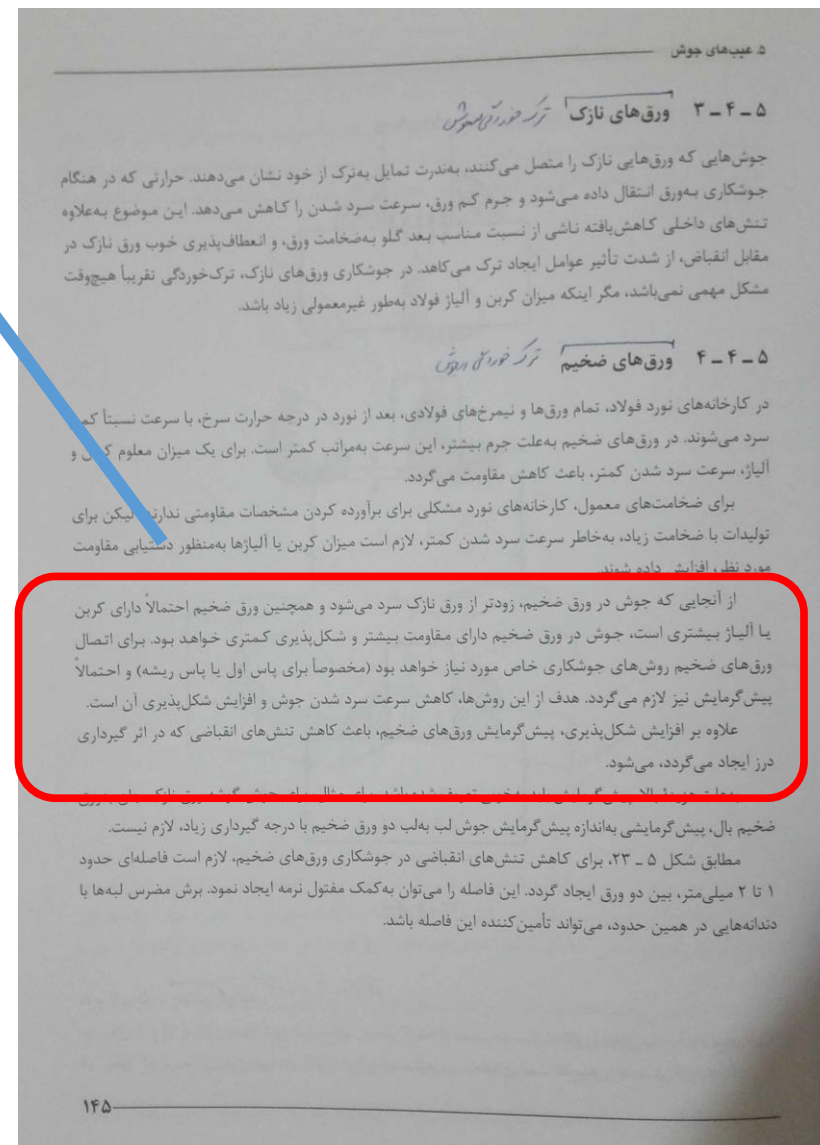 ۵. عیب‌های جوش
۵ ـ ۴ ـ ۳ ورق‌های نازک ترک خوردگی جوش
جوش‌هایی که ورق‌هایی نازک را متصل می‌کنند، به‌ندرت تمایل به‌ترک از خود نشان می‌دهند. حرارتی که در هنگام
جوشکاری به‌ورق انتقال داده می‌شود و جرم کم ورق، سرعت سرد شدن را کاهش می‌دهد. این موضوع به‌علاوه
تنش‌های داخلی کاهش‌یافته ناشی از نسبت مناسب بعد گلو به‌ضخامت ورق، و انعطاف‌پذیری خوب ورق نازک در
مقابل انقباض، از شدت تأثیر عوامل ایجاد ترک می‌کاهد. در جوشکاری ورق‌های نازک، ترک‌خوردگی تقریباً هیچ‌وقت
مشکل مهمی نمی‌باشد، مگر اینکه میزان کربن و آلیاژ فولاد به‌طور غیرمعمولی زیاد باشد.
۵ ـ ۴ ـ ۴ ورق‌های ضخیم ترک خوردگی جوش
در کارخانه‌های نورد فولاد، تمام ورق‌ها و نیمرخ‌های فولادی، بعد از نورد در درجه حرارت سرخ، با سرعت نسبتاً کم
سرد می‌شوند. در ورق‌های ضخیم به‌علت جرم بیشتر، این سرعت به‌مراتب کمتر است. برای یک میزان معلوم و
آلیاژ، سرعت سرد شدن کمتر، باعث کاهش مقاومت می‌گردد.
برای ضخامت‌های معمول، کارخانه‌های نورد مشکلی برای برآورده کردن مشخصات مقاومتی ندارند لیکن برای
تولیدات با ضخامت زیاد، به‌خاطر سرعت سرد شدن کمتر، لازم است میزان کربن یا آلیاژها به‌منظور دستیابی مقاومت
مورد نظر، افزایش داده شوند.
از آنجایی که جوش در ورق ضخیم، زودتر از ورق نازک سرد می‌شود و همچنین ورق ضخیم احتمالاً دارای کربن
یا آلیاژ بیشتری است، جوش در ورق ضخیم دارای مقاومت بیشتر و شکل‌پذیری کمتری خواهد بود. برای اتصال
ورق‌های ضخیم روش‌های جوشکاری خاص مورد نیاز خواهد بود (مخصوصاً برای پاس اول یا پاس ریشه) و احتمالاً
پیش‌گرمایش نیز لازم می‌گردد. هدف از این روش‌ها، کاهش سرعت سرد شدن جوش و افزایش شکل‌پذیری آن است.
علاوه بر افزایش شکل‌پذیری، پیش‌گرمایش ورق‌های ضخیم، باعث کاهش تنش‌های انقباضی که در اثر گیرداری
درز ایجاد می‌گردد، می‌شود.
ضخیم بال، پیش‌گرمایشی به‌اندازه پیش‌گرمایش جوش لب به‌لب دو ورق ضخیم با درجه گیرداری زیاد، لازم نیست.
مطابق شکل ۵ ـ ۲۳، برای کاهش تنش‌های انقباضی در جوشکاری ورق‌های ضخیم، لازم است فاصله‌ای حدود
۱ تا ۲ میلی‌متر، بین دو ورق ایجاد گردد. این فاصله را می‌توان به‌کمک مفتول نرمه ایجاد نمود. برش مضرس لبه‌ها با
دندانه‌هایی در همین حدود، می‌تواند تأمین‌کننده این فاصله باشد.
۱۴۵